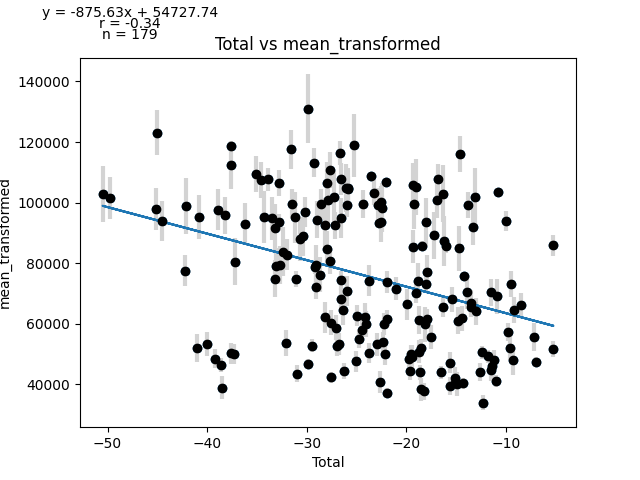 y = -875.63x + 54727.74
r = -0.34
n = 179
Total vs mean_transformed
140000
120000
100000
80000
60000
40000
mean_transformed
−50
−40
−30
−20
−10
Total